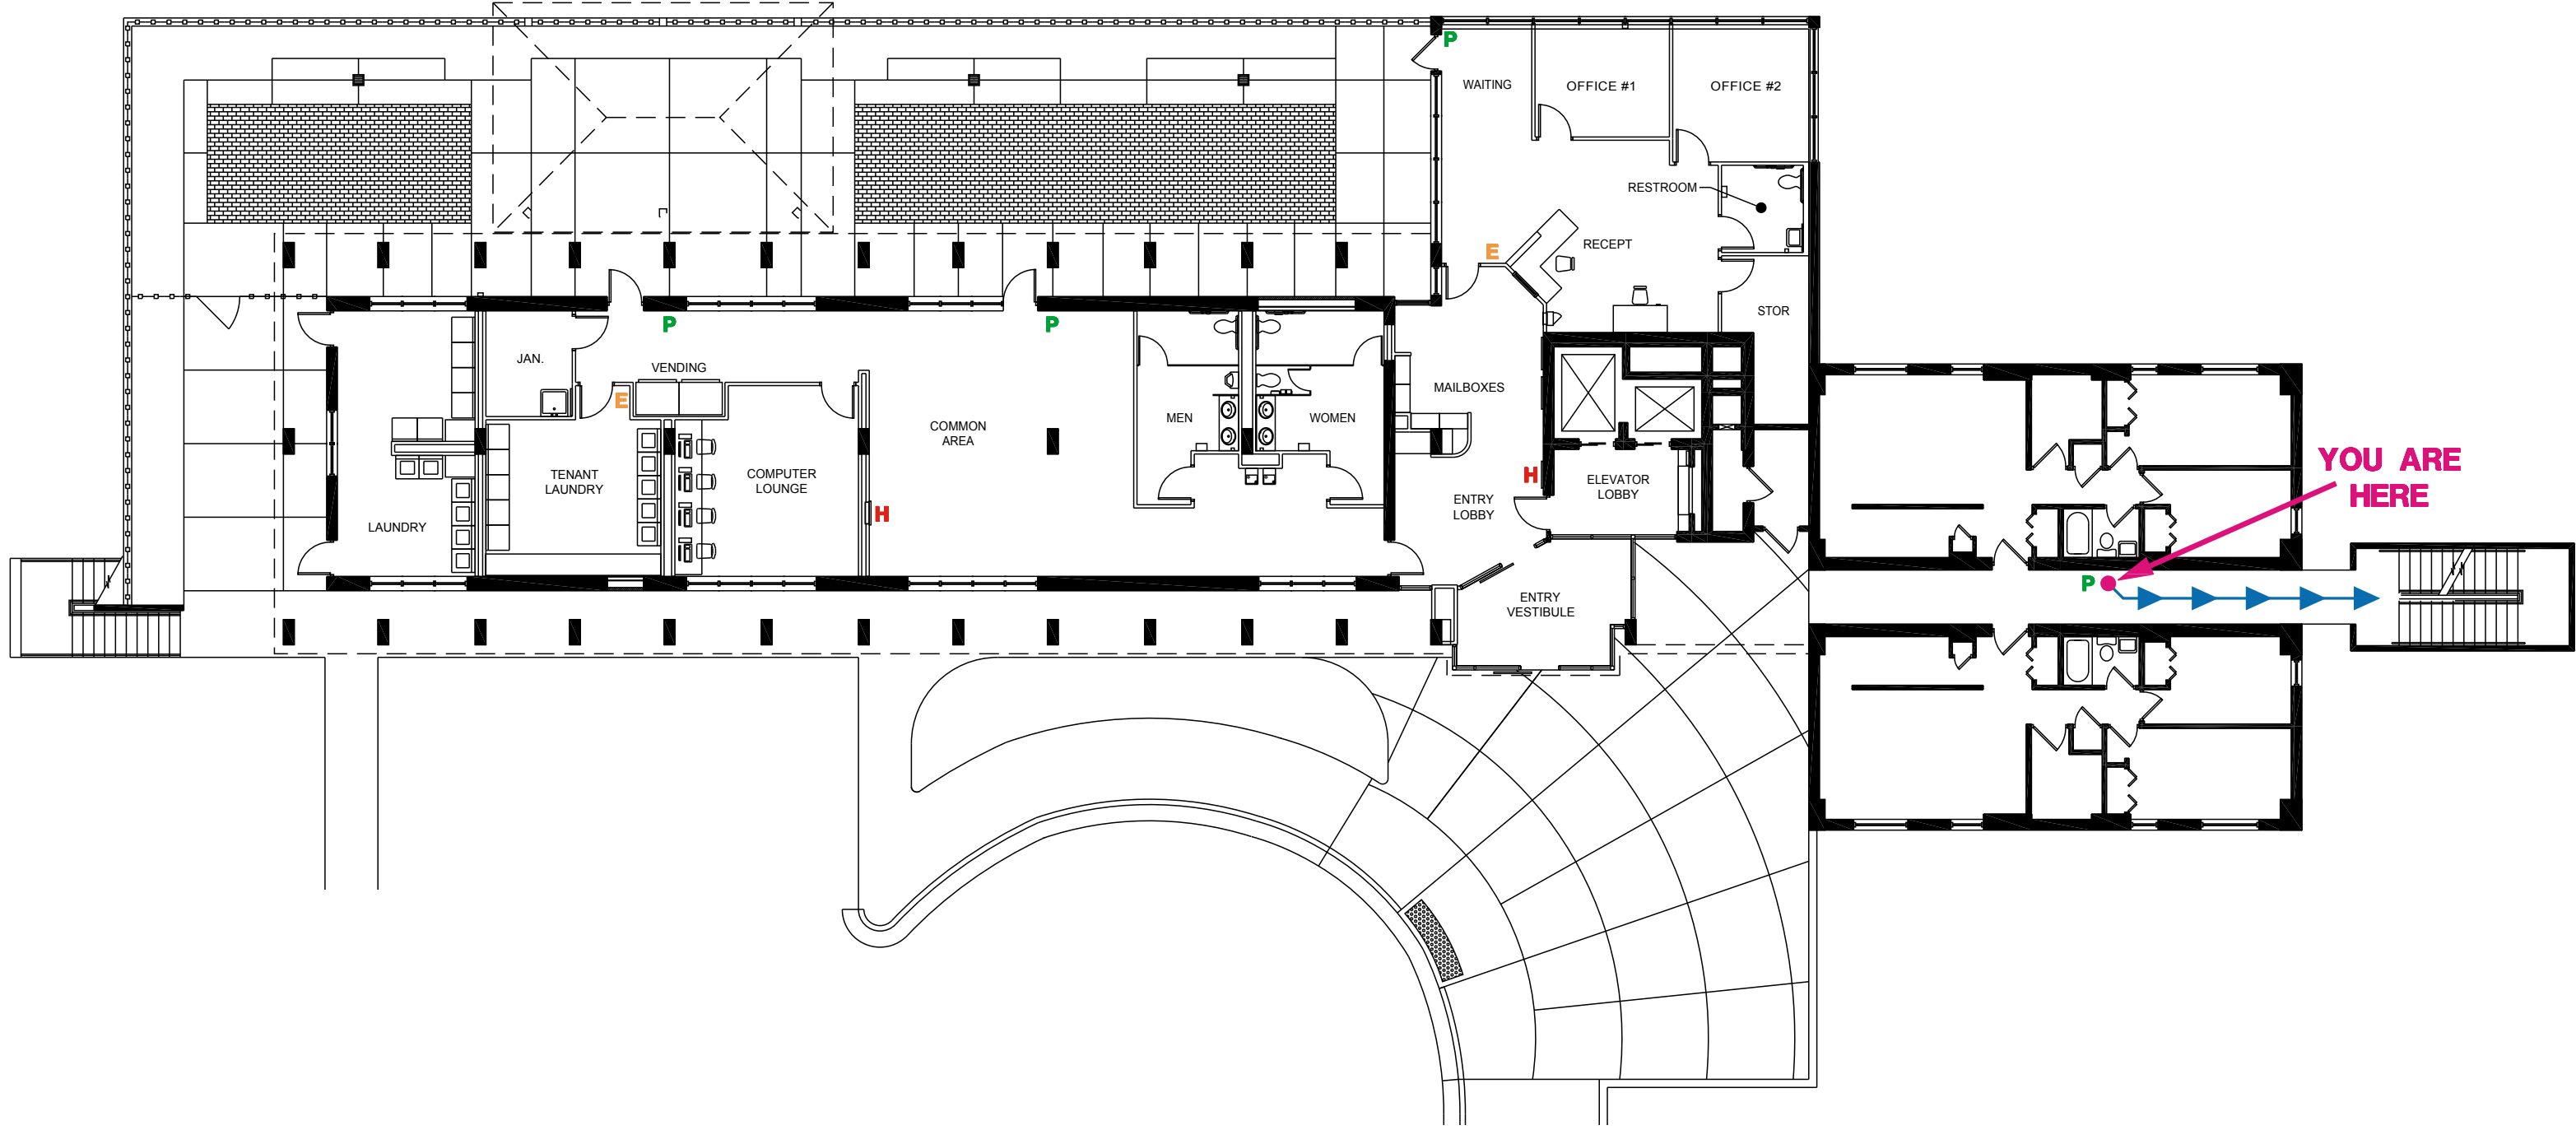 P
WAITING
OFFICE #1
OFFICE #2
RESTROOM
E
RECEPT
STOR
P
P
JAN.
VENDING
E
MAILBOXES
MEN
WOMEN
COMMON
AREA
TENANT
LAUNDRY
COMPUTER
LOUNGE
H
LAUNDRY
H
ELEVATOR
LOBBY
ENTRY
LOBBY
YOU ARE
HERE
P
ENTRY
VESTIBULE